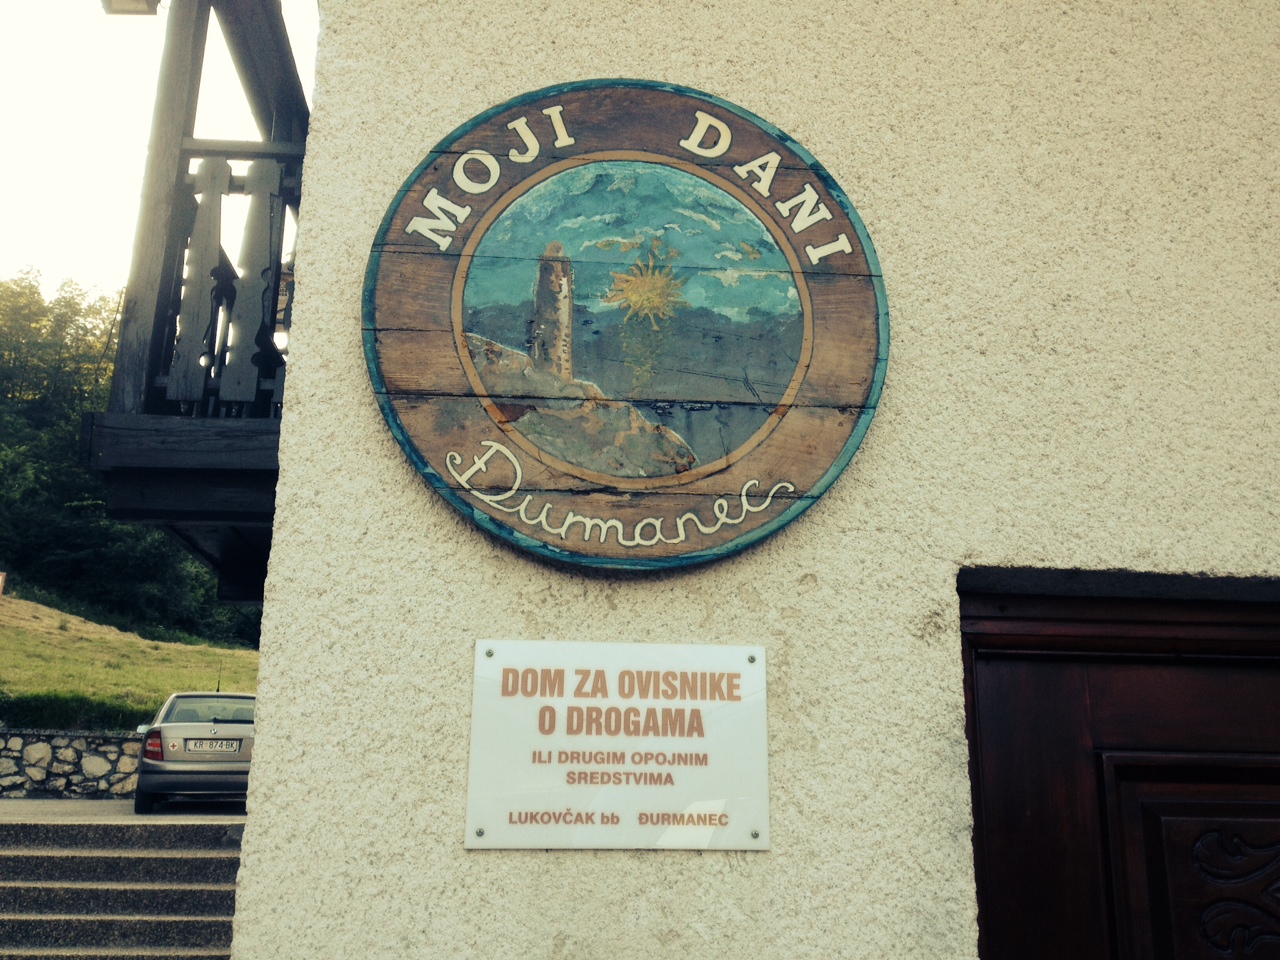 MOJI DANI
Đurmanec
DOM ZA OVISNIKE
O DROGAMA
ILI DRUGIM OPOJNIM
SREDSTVIMA
LUKOVČAK bb ĐURMANEC
KR 874-BK